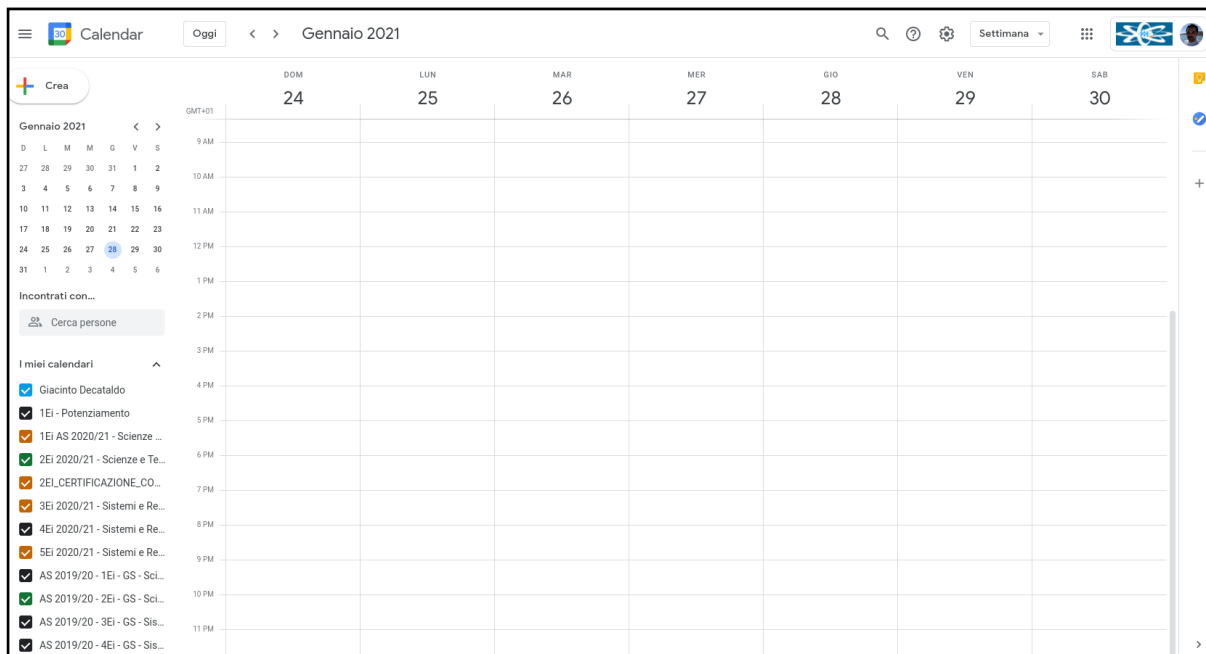 30 Calendar Oggi Gennaio 2021 Settimana
Crea
Gennaio 2021
D L M M G V S
27 28 29 30 31 1 2
3 4 5 6 7 8 9
10 11 12 13 14 15 16
17 18 19 20 21 22 23
24 25 26 27 28 29 30
31 1 2 3 4 5 6
Incontrati con...
Cerca persone
I miei calendari
Giacinto Decataldo
1Ei - Potenziamento
1Ei AS 2020/21 - Scienze ...
2Ei 2020/21 - Scienze e Te...
2EI_CERTIFICAZIONE_CO...
3Ei 2020/21 - Sistemi e Re...
4Ei 2020/21 - Sistemi e Re...
5Ei 2020/21 - Sistemi e Re...
AS 2019/20 - 1Ei - GS - Sci...
AS 2019/20 - 2Ei - GS - Sci...
AS 2019/20 - 3Ei - GS - Sis...
AS 2019/20 - 4Ei - GS - Sis...
DOM LUN MAR MER GIO VEN SAB
24 25 26 27 28 29 30
GMT+01
9 AM
10 AM
11 AM
12 PM
1 PM
2 PM
3 PM
4 PM
5 PM
6 PM
7 PM
8 PM
9 PM
10 PM
11 PM